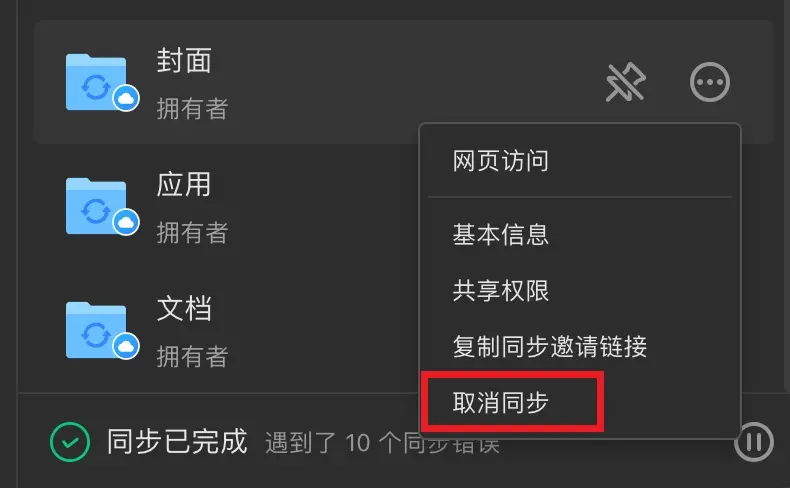 封面
拥有者
网页访问
应用
拥有者
基本信息
共享权限
文档
拥有者
复制同步邀请链接
取消同步
同步已完成 遇到了 10 个同步错误